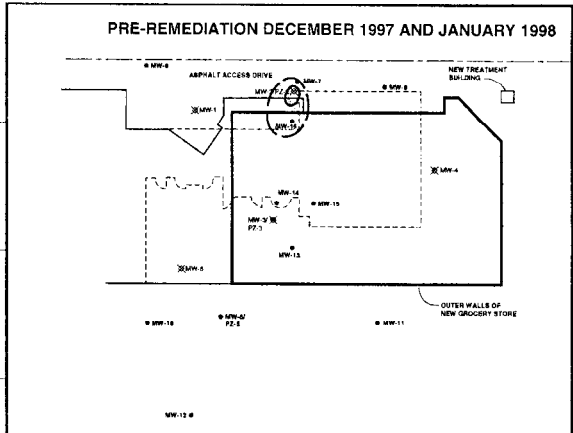 PRE-REMEDIATION DECEMBER 1997 AND JANUARY 1998
MW-8
ASPHALT ACCESS DRIVE
MW-7
NEW TREATMENT
BUILDING
MW-9
MW-1
MW-4
MW-14
MW-15
MW-3/
PZ-3
MW-13
MW-5
OUTER WALLS OF
NEW GROCERY STORE
MW-10
MW-6/
MW-11
MW-12